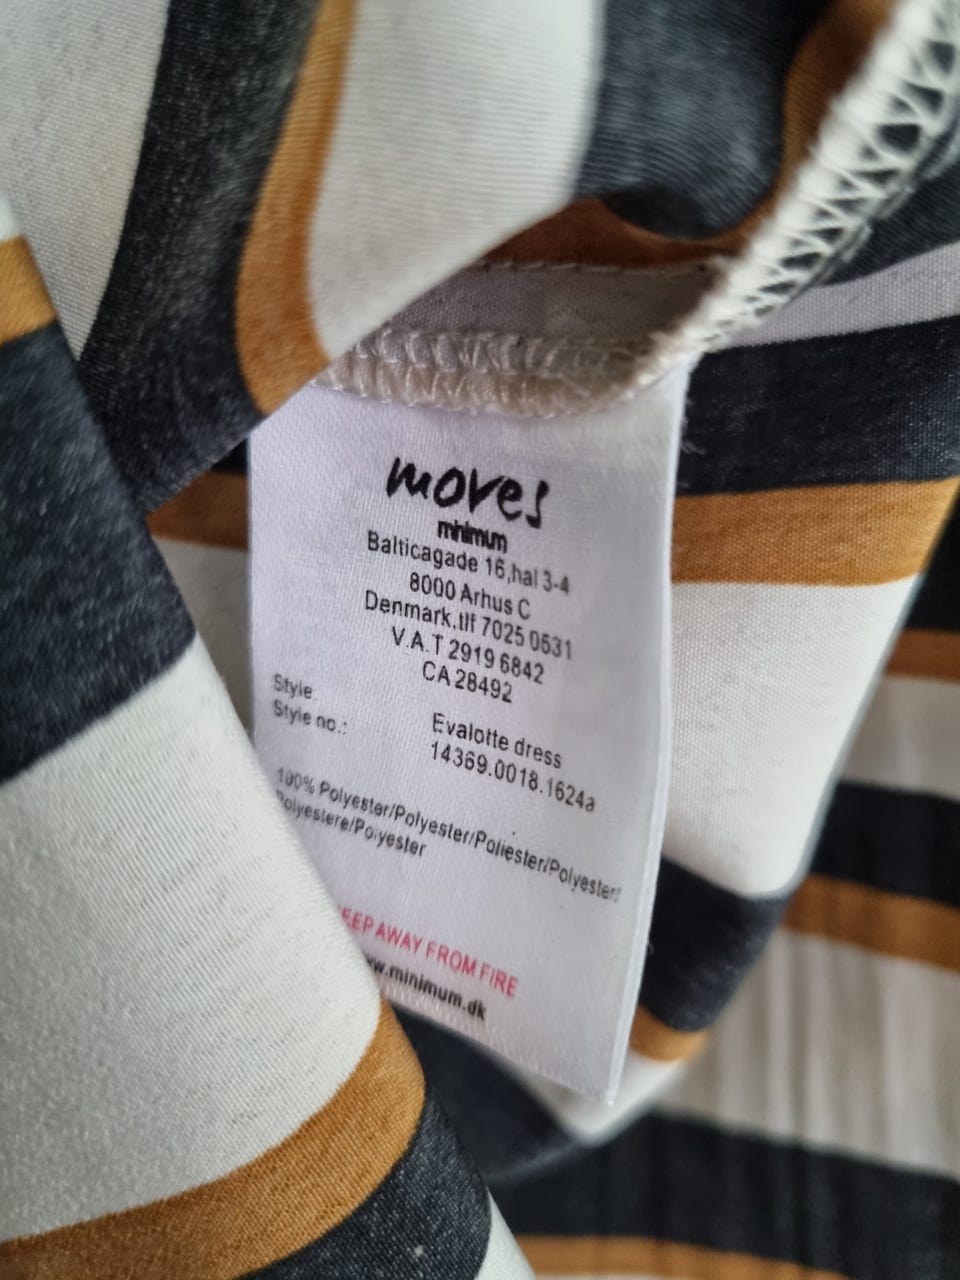 moves
minimum
Balticagade 16,hal 3-4
8000 Arhus C
Denmark.tlf 7025 0531
V.A.T 2919 6842
CA 28492
Style
Style no.:
Evalotte dress
14369.0018.1624a
100% Polyester/Polyester/Poliester/Polyester/
Polyestere/Polyester
KEEP AWAY FROM FIRE
www.minimum.dk